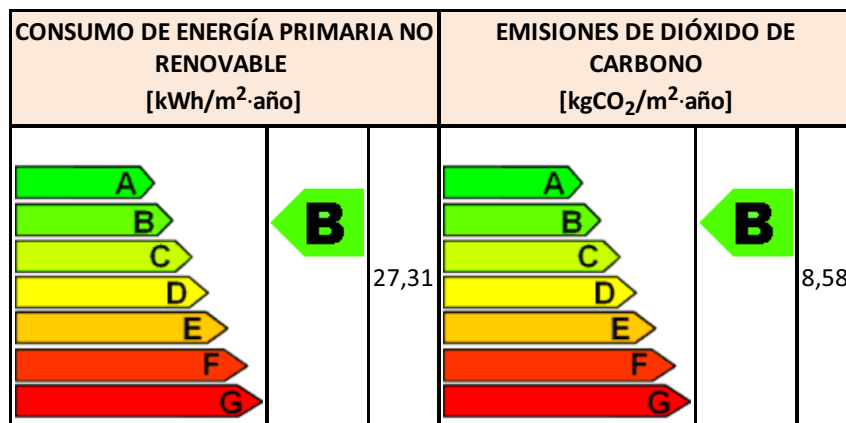 CONSUMO DE ENERGÍA PRIMARIA NO
RENOVABLE
[kWh/m²·año]
EMISIONES DE DIÓXIDO DE
CARBONO
[kgCO₂/m²·año]
A
B
C
D
E
F
G
B
27,31
A
B
C
D
E
F
G
B
8,58